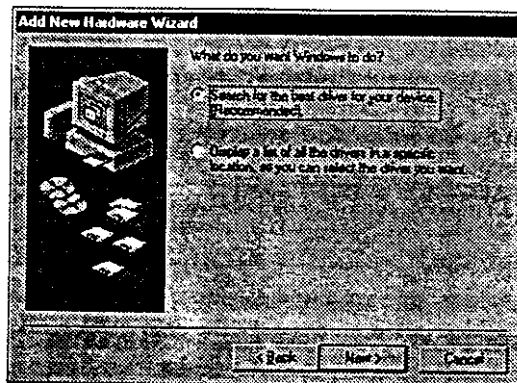 Add New Hardware Wizard
What do you want Windows to do?
Search for the best driver for your device.
[Recommended].
Display a list of all the drivers in a specific
location, so you can select the driver you want.
< Back
Next >
Cancel